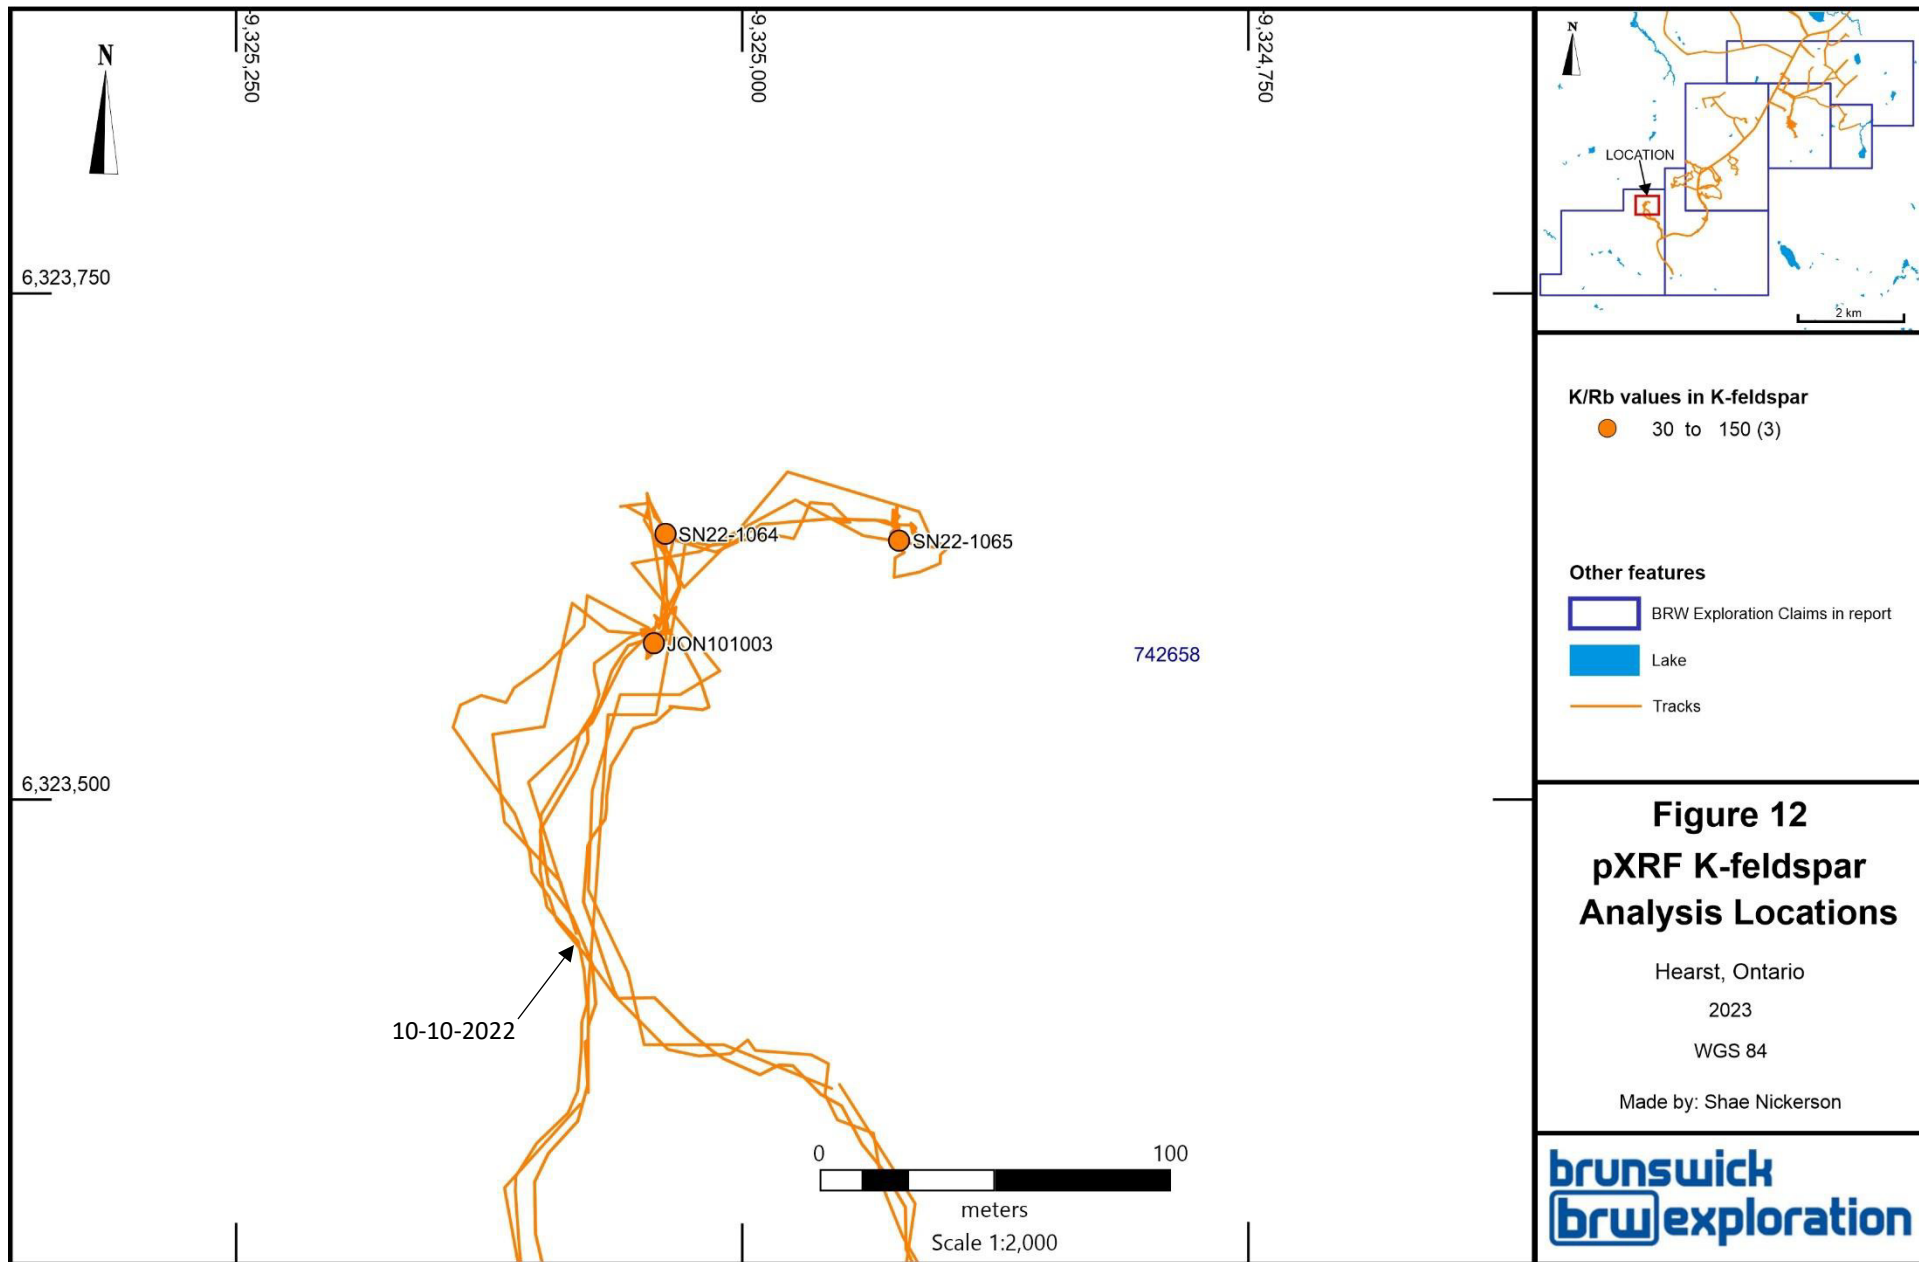 9,325,250
9,325,000
9,324,750
N
6,323,750
6,323,500
SN22-1064
SN22-1065
JON101003
742658
10-10-2022
0 100
meters
Scale 1:2,000
N
LOCATION
2 km
K/Rb values in K-feldspar
30 to 150 (3)
Other features
BRW Exploration Claims in report
Lake
Tracks
Figure 12
pXRF K-feldspar
Analysis Locations
Hearst, Ontario
2023
WGS 84
Made by: Shae Nickerson
brunswick
brw exploration